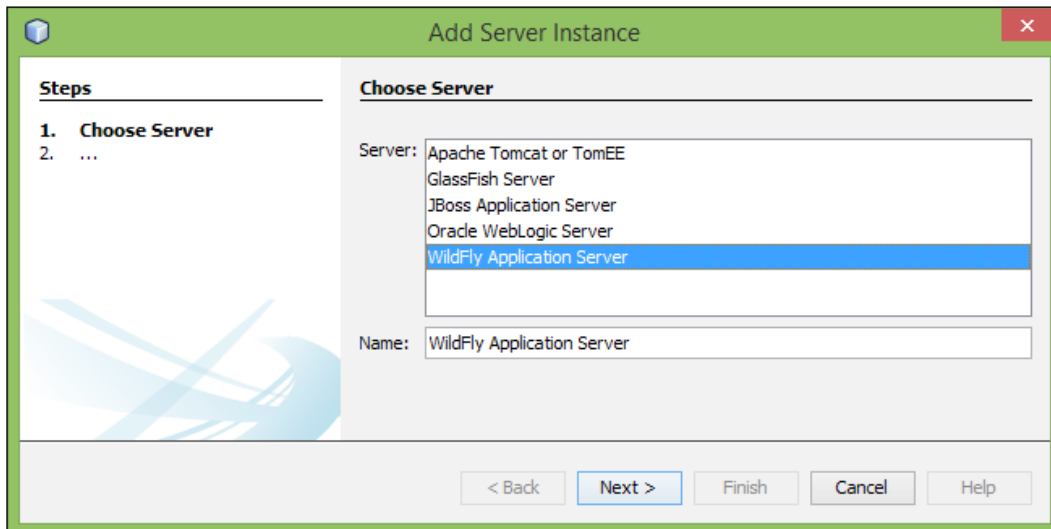 Add Server Instance
Steps
1. Choose Server
2. ...
Choose Server
Server:
Apache Tomcat or TomEE
GlassFish Server
JBoss Application Server
Oracle WebLogic Server
WildFly Application Server
Name: WildFly Application Server
< Back Next > Finish Cancel Help